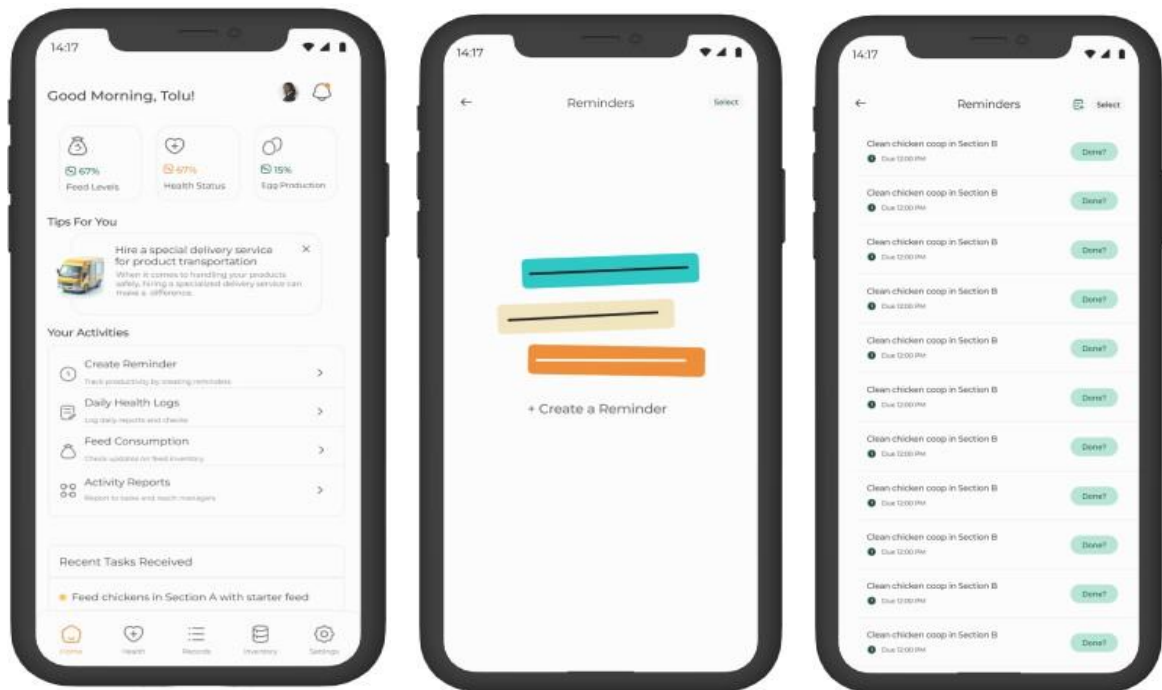 14:17
Good Morning, Tolu!
67%
Feed Levels
67%
Health Status
15%
Egg Production
Tips For You
Hire a special delivery service
for product transportation
When it comes to handling your products
safely, hiring a specialized delivery service can
make a difference.
Your Activities
Create Reminder
Track productivity by creating reminders
Daily Health Logs
Log daily reports and checks
Feed Consumption
Check updates on feed inventory
Activity Reports
Report to sales and reach managers
Recent Tasks Received
Feed chickens in Section A with starter feed
Home
Health
Records
Inventory
Settings
14:17
Reminders
Select
+ Create a Reminder
14:17
Reminders
Select
Clean chicken coop in Section B
Due 12:00 PM
Done?
Clean chicken coop in Section B
Due 12:00 PM
Done?
Clean chicken coop in Section B
Due 12:00 PM
Done?
Clean chicken coop in Section B
Due 12:00 PM
Done?
Clean chicken coop in Section B
Due 12:00 PM
Done?
Clean chicken coop in Section B
Due 12:00 PM
Done?
Clean chicken coop in Section B
Due 12:00 PM
Done?
Clean chicken coop in Section B
Due 12:00 PM
Done?
Clean chicken coop in Section B
Due 12:00 PM
Done?
Clean chicken coop in Section B
Due 12:00 PM
Done?
Clean chicken coop in Section B
Due 12:00 PM
Done?